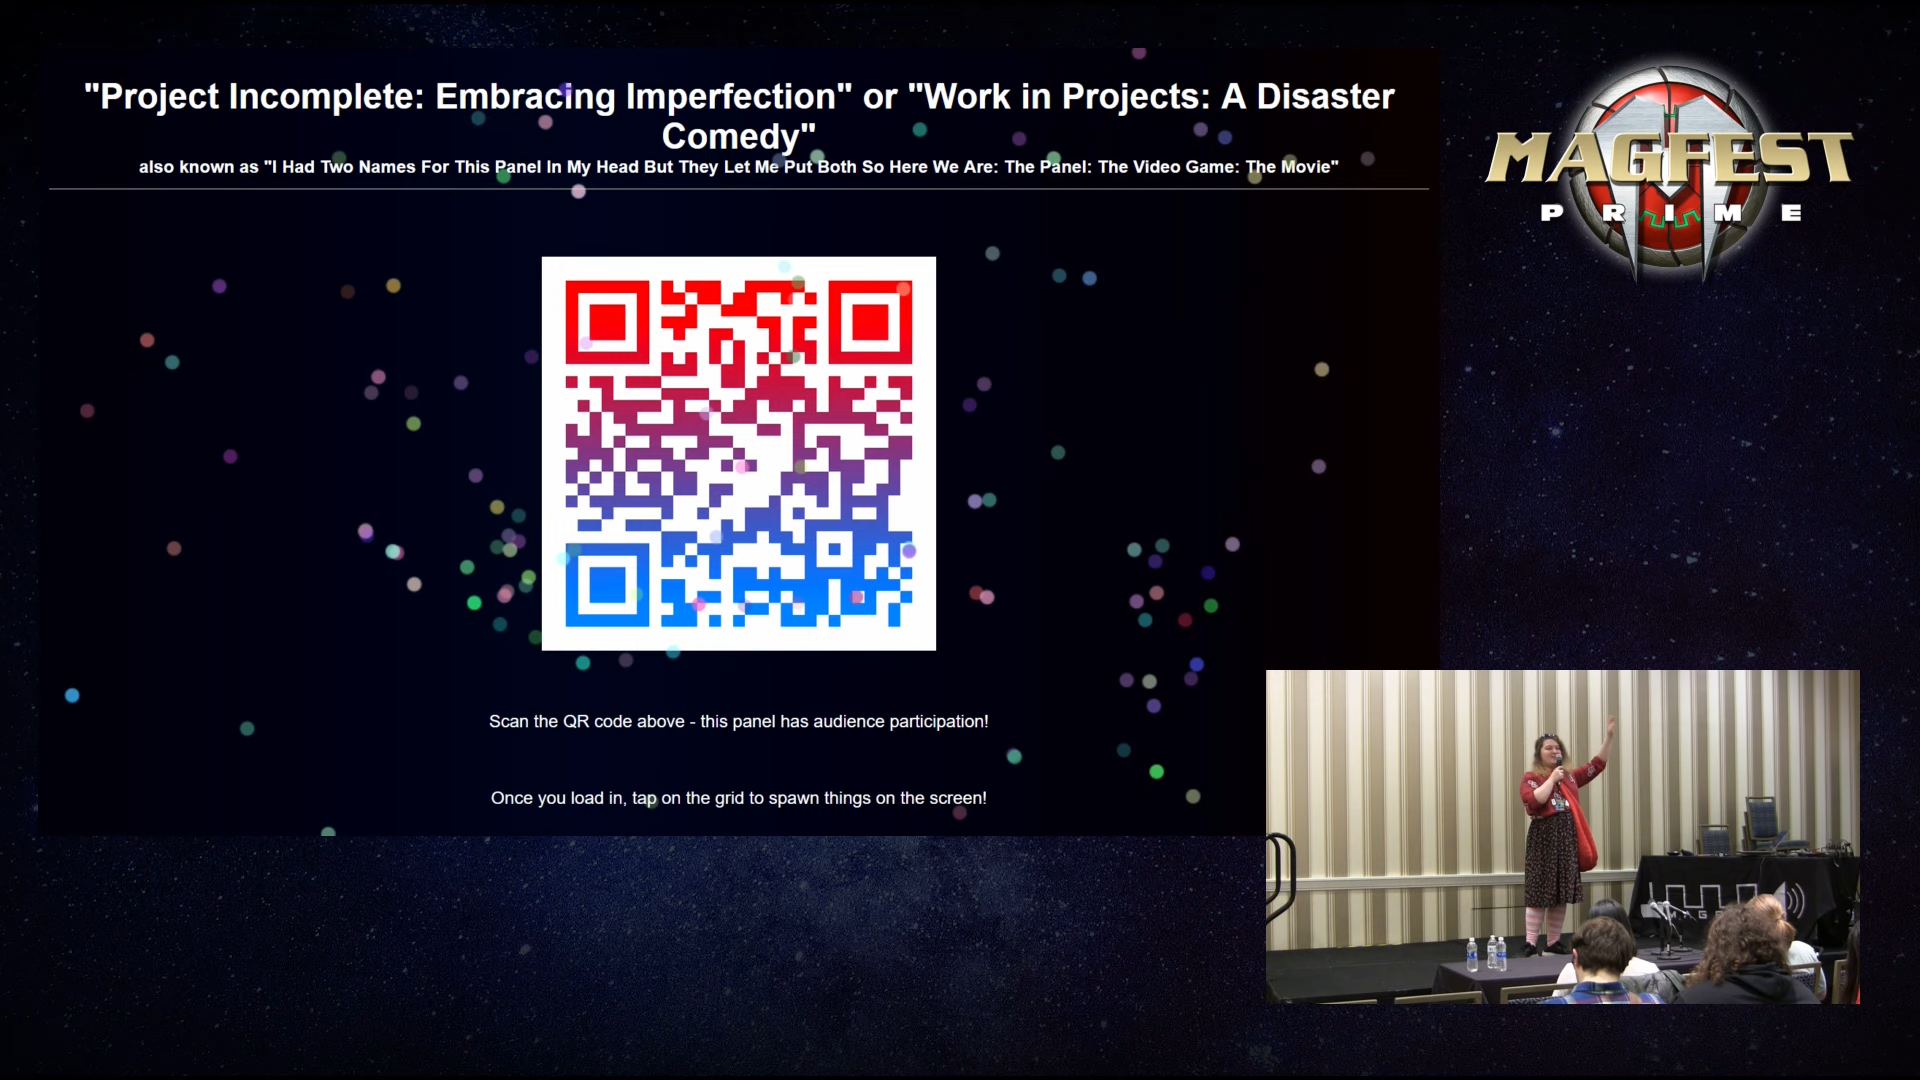 "Project Incomplete: Embracing Imperfection" or "Work in Projects: A Disaster
Comedy"
also known as "I Had Two Names For This Panel In My Head But They Let Me Put Both So Here We Are: The Panel: The Video Game: The Movie"
MAGFEST
PRIME
Scan the QR code above - this panel has audience participation!
Once you load in, tap on the grid to spawn things on the screen!